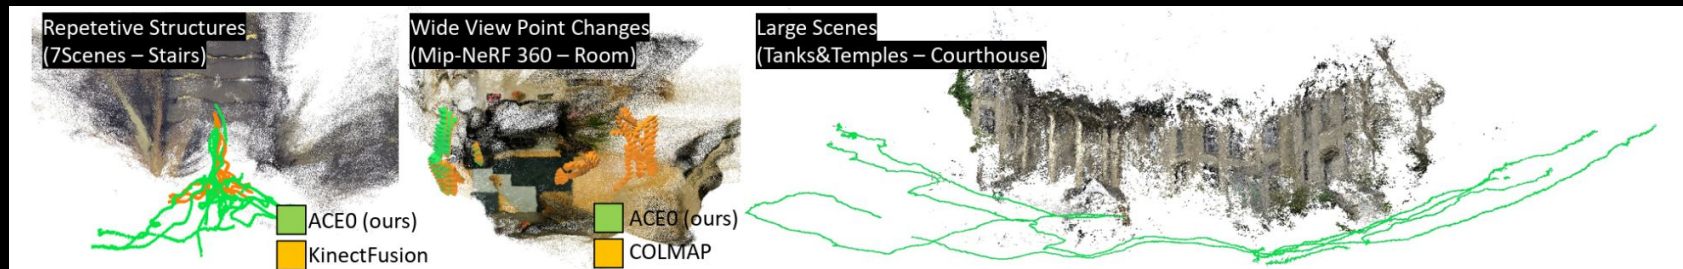 Repetetive Structures
(7Scenes – Stairs)
ACE0 (ours)
KinectFusion
Wide View Point Changes
(Mip-NeRF 360 – Room)
ACE0 (ours)
COLMAP
Large Scenes
(Tanks&Temples – Courthouse)